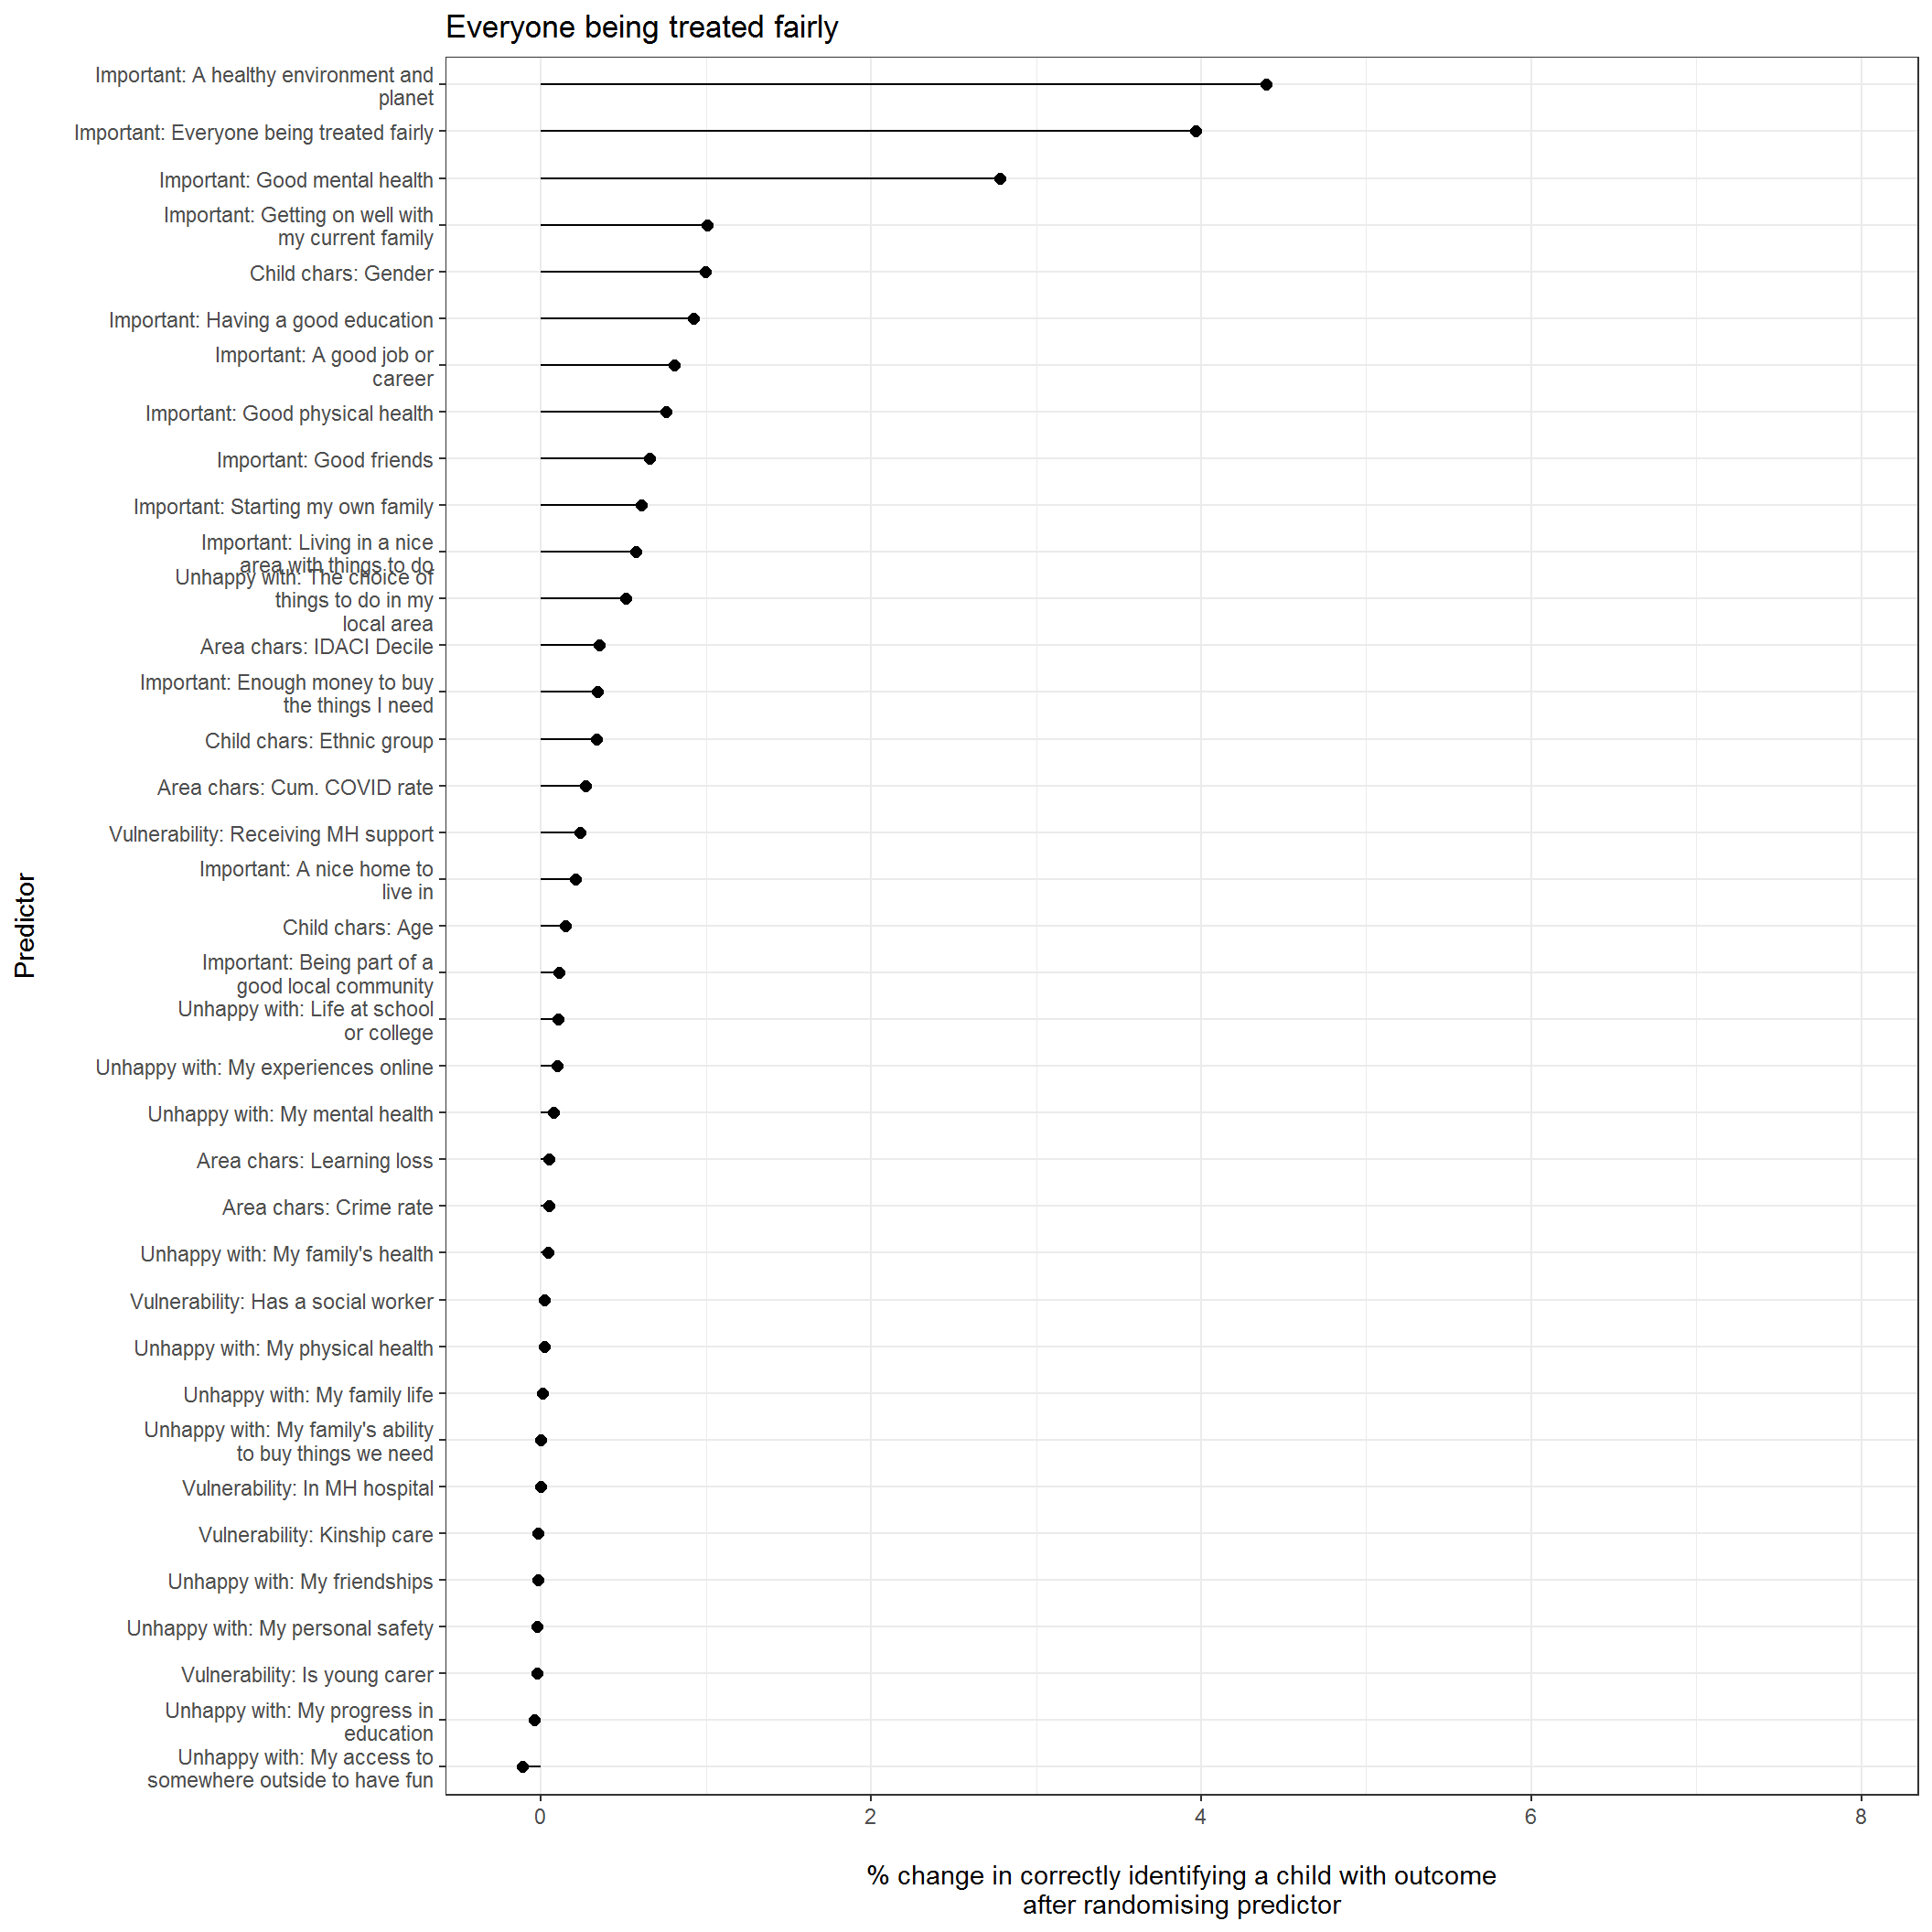 Everyone being treated fairly
Important: A healthy environment and
planet
Important: Everyone being treated fairly
Important: Good mental health
Important: Getting on well with
my current family
Child chars: Gender
Important: Having a good education
Important: A good job or
career
Important: Good physical health
Important: Good friends
Important: Starting my own family
Important: Living in a nice
area with things to do
Unhappy with: The choice of
things to do in my
local area
Area chars: IDACI Decile
Important: Enough money to buy
the things I need
Child chars: Ethnic group
Area chars: Cum. COVID rate
Vulnerability: Receiving MH support
Important: A nice home to
live in
Child chars: Age
Important: Being part of a
good local community
Unhappy with: Life at school
or college
Unhappy with: My experiences online
Unhappy with: My mental health
Area chars: Learning loss
Area chars: Crime rate
Unhappy with: My family's health
Vulnerability: Has a social worker
Unhappy with: My physical health
Unhappy with: My family life
Unhappy with: My family's ability
to buy things we need
Vulnerability: In MH hospital
Vulnerability: Kinship care
Unhappy with: My friendships
Unhappy with: My personal safety
Vulnerability: Is young carer
Unhappy with: My progress in
education
Unhappy with: My access to
somewhere outside to have fun
Predictor
0 2 4 6 8
% change in correctly identifying a child with outcome
after randomising predictor